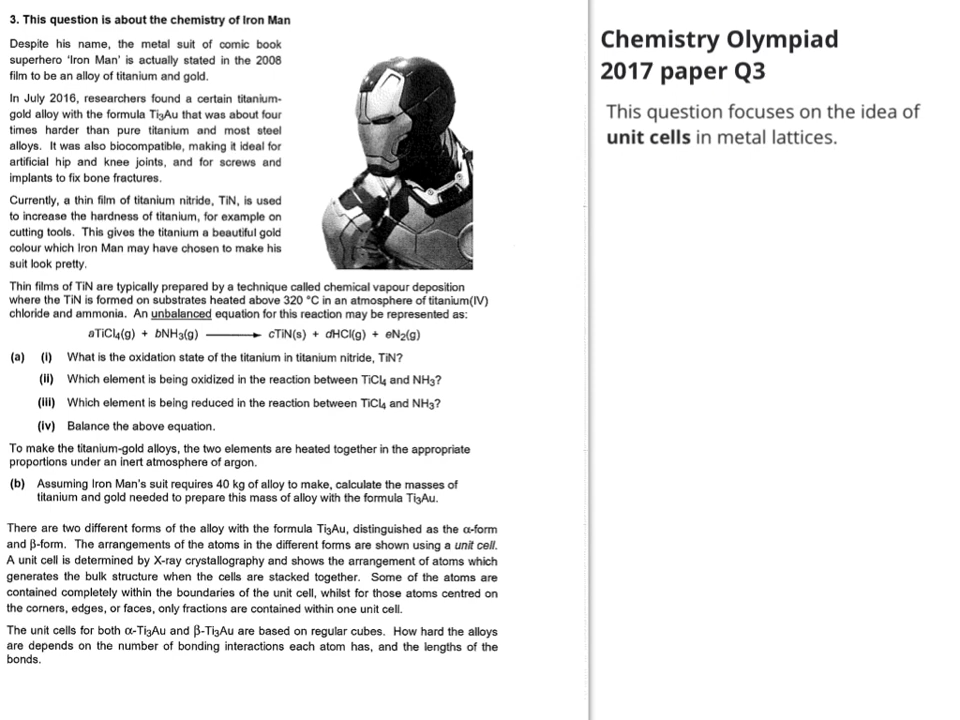 3. This question is about the chemistry of Iron Man
Despite his name, the metal suit of comic book
superhero 'Iron Man' is actually stated in the 2008
film to be an alloy of titanium and gold.
In July 2016, researchers found a certain titanium-
gold alloy with the formula Ti₃Au that was about four
times harder than pure titanium and most steel
alloys. It was also biocompatible, making it ideal for
artificial hip and knee joints, and for screws and
implants to fix bone fractures.
Currently, a thin film of titanium nitride, TiN, is used
to increase the hardness of titanium, for example on
cutting tools. This gives the titanium a beautiful gold
colour which Iron Man may have chosen to make his
suit look pretty.
Thin films of TiN are typically prepared by a technique called chemical vapour deposition
where the TiN is formed on substrates heated above 320 °C in an atmosphere of titanium(IV)
chloride and ammonia. An unbalanced equation for this reaction may be represented as:
aTiCl₄(g) + bNH₃(g) ⟶ cTiN(s) + dHCl(g) + eN₂(g)
(a) (i) What is the oxidation state of the titanium in titanium nitride, TiN?
(ii) Which element is being oxidized in the reaction between TiCl₄ and NH₃?
(iii) Which element is being reduced in the reaction between TiCl₄ and NH₃?
(iv) Balance the above equation.
To make the titanium-gold alloys, the two elements are heated together in the appropriate
proportions under an inert atmosphere of argon.
(b) Assuming Iron Man's suit requires 40 kg of alloy to make, calculate the masses of
titanium and gold needed to prepare this mass of alloy with the formula Ti₃Au.
There are two different forms of the alloy with the formula Ti₃Au, distinguished as the α-form
and β-form. The arrangements of the atoms in the different forms are shown using a unit cell.
A unit cell is determined by X-ray crystallography and shows the arrangement of atoms which
generates the bulk structure when the cells are stacked together. Some of the atoms are
contained completely within the boundaries of the unit cell, whilst for those atoms centred on
the corners, edges, or faces, only fractions are contained within one unit cell.
The unit cells for both α-Ti₃Au and β-Ti₃Au are based on regular cubes. How hard the alloys
are depends on the number of bonding interactions each atom has, and the lengths of the
bonds.
Chemistry Olympiad
2017 paper Q3
This question focuses on the idea of
unit cells in metal lattices.